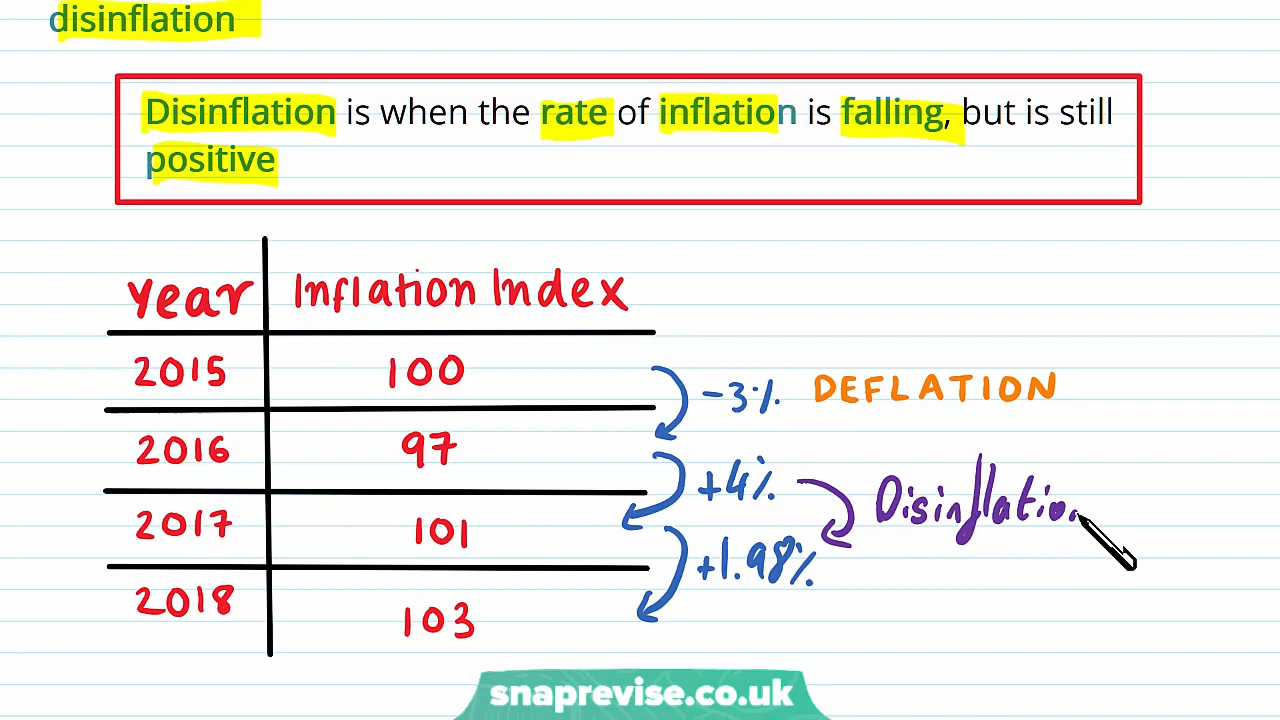 disinflation
Disinflation is when the rate of inflation is falling, but is still
positive
Year Inflation Index
2015 100
-3% DEFLATION
2016 97
+4% Disinflation
2017 101
+1.98%
2018 103
snaprevise.co.uk